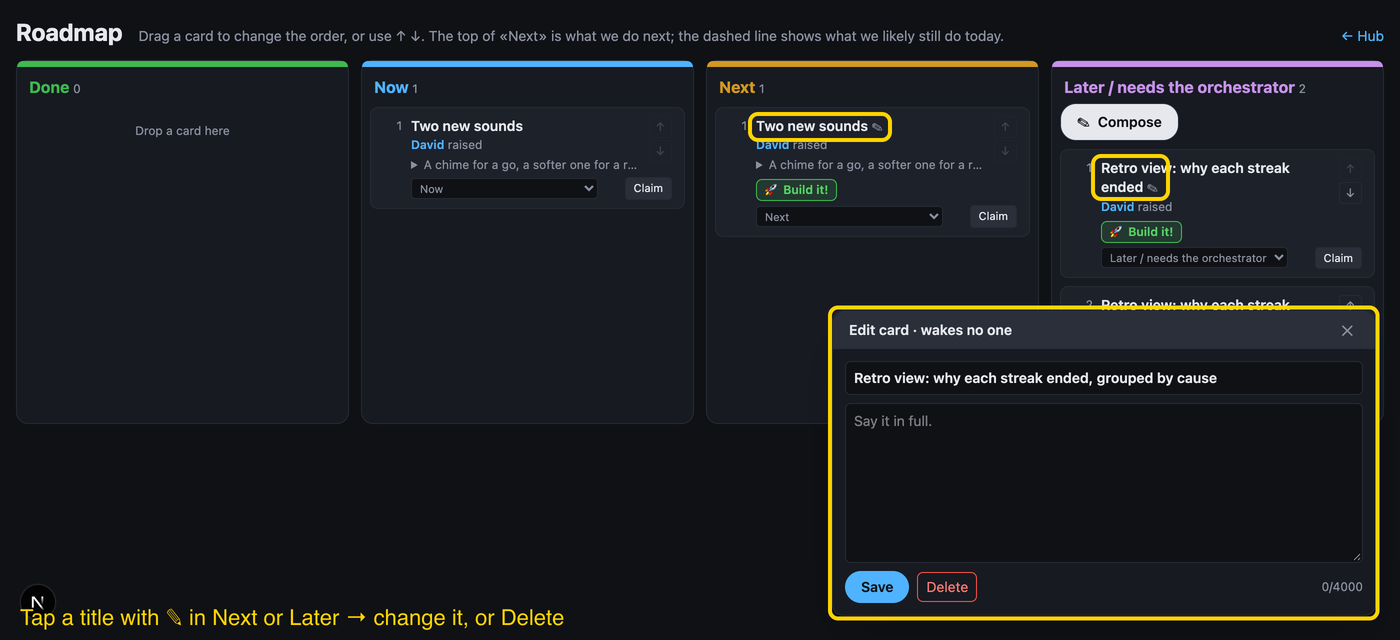 Roadmap Drag a card to change the order, or use ↑ ↓. The top of «Next» is what we do next; the dashed line shows what we likely still do today. ← Hub
Done 0
Drop a card here
Now 1
1 Two new sounds ↑
David raised ↓
▶ A chime for a go, a softer one for a r...
Now Claim
Next 1
1 Two new sounds ✎ ↑
David raised ↓
▶ A chime for a go, a softer one for a r...
🚀 Build it!
Next Claim
Later / needs the orchestrator 2
✎ Compose
1 Retro view: why each streak ↑
ended ✎ ↓
David raised
🚀 Build it!
Later / needs the orchestrator Claim
2 Retro view: why each streak ↑
Edit card · wakes no one ×
Retro view: why each streak ended, grouped by cause
Say it in full.
Save Delete 0/4000
N
Tap a title with ✎ in Next or Later → change it, or Delete